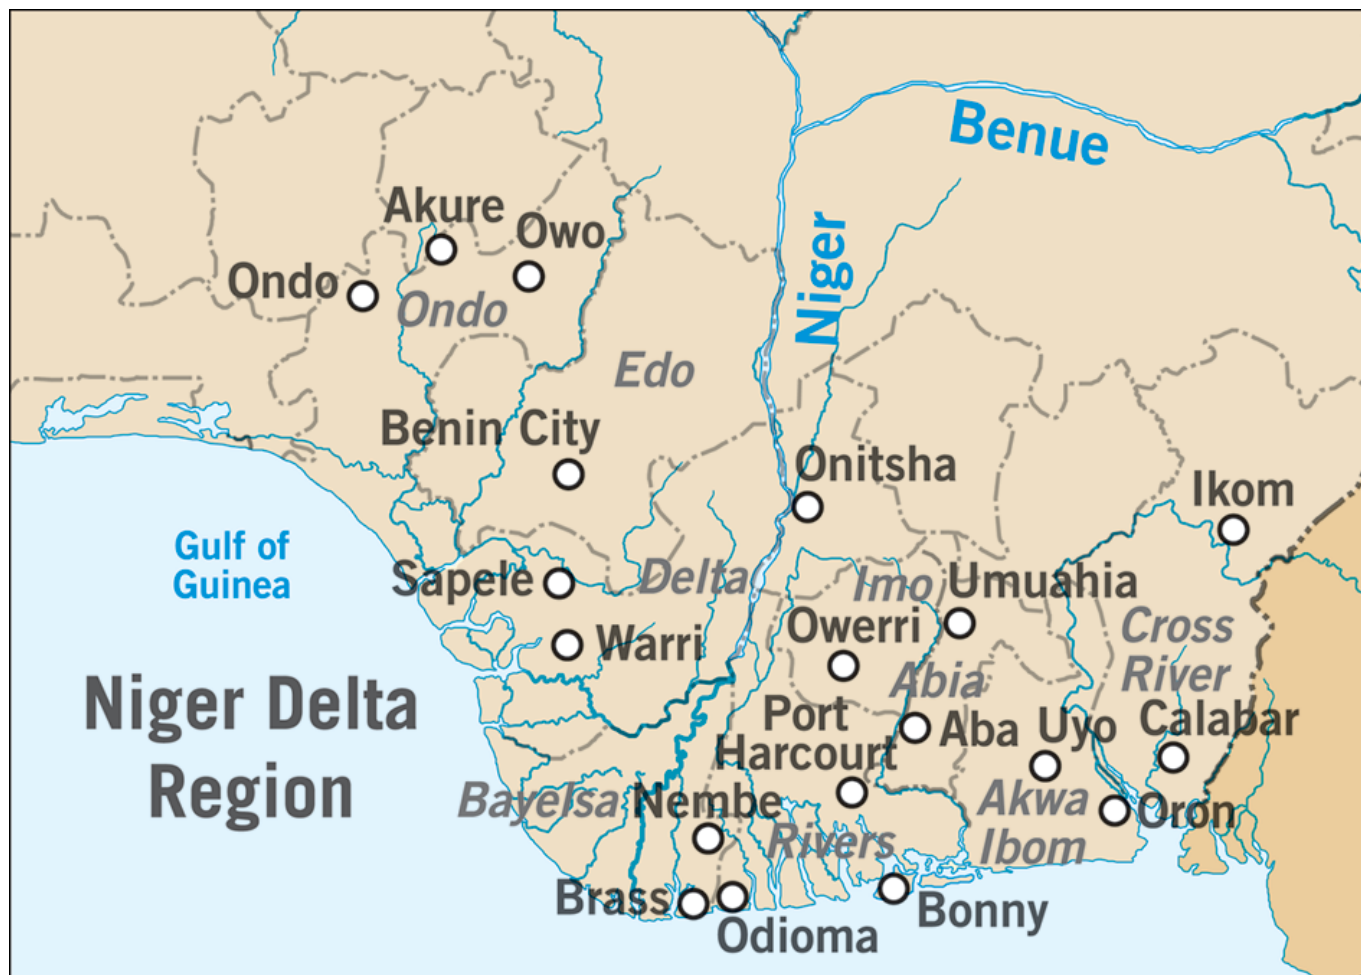 Benue
Niger
Akure
Owo
Ondo
Ondo
Edo
Benin City
Onitsha
Ikom
Gulf of
Guinea
Sapele
Delta
Imo
Umuahia
Warri
Owerri
Cross
River
Abia
Niger Delta
Region
Port
Harcourt
Aba
Uyo
Calabar
Bayelsa
Nembe
Akwa
Ibom
Oron
Rivers
Brass
Odioma
Bonny